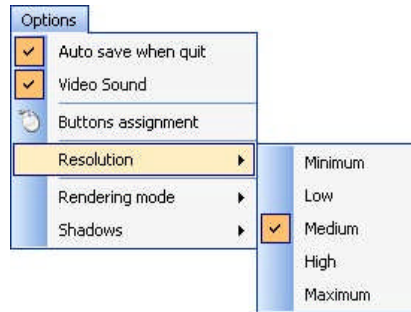 Options
Auto save when quit
Video Sound
Buttons assignment
Resolution
Rendering mode
Shadows
Minimum
Low
Medium
High
Maximum